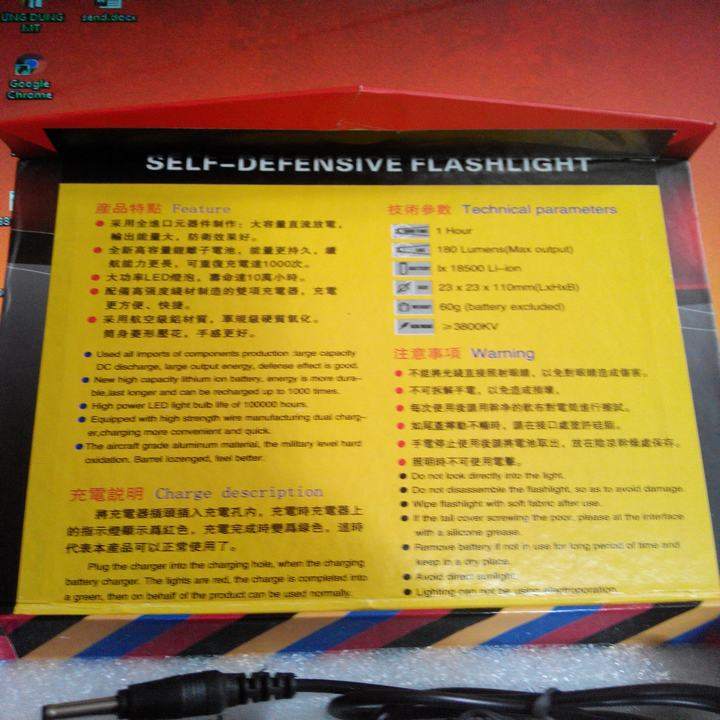 ỨNG DỤNG
MT
send.docx
Google
Chrome
SELF-DEFENSIVE FLASHLIGHT
產品特點 Feature
採用全進口元器件制作:大容量直流放電,
輸出能量大,防衛效果好。
全新高容量鋰離子電池,能量更持久,續
航能力更長,可重復充電達1000次。
大功率LED燈泡,壽命達10萬小時。
配備高强度綫材制造的雙項充電器,充電
更方便、快捷。
采用航空級鋁材質,軍規級硬質氧化。
筒身菱形壓花,手感更好。
Used all imports of components production :large capacity
DC discharge, large output energy, defense effect is good.
New high capacity lithium ion battery, energy is more dura-
ble,last longer and can be recharged up to 1000 times.
High power LED light bulb life of 100000 hours.
Equipped with high strength wire manufacturing dual charg-
er,charging more convenient and quick.
The aircraft grade aluminum material, the military level hard
oxidation. Barrel lozenged, feel better.
充電説明 Charge description
將充電器插頭插入充電孔内,充電時充電器上
的指示燈顯示爲紅色,充電完成時變爲綠色,這時
代表本產品可以正常使用了。
Plug the charger into the charging hole, when the charging
battery charger. The lights are red, the charge is completed into
a green, then on behalf of the product can be used normally.
技術參數 Technical parameters
1 Hour
180 Lumens(Max output)
BATTERY 1x 18500 Li-ion
SIZE 23 x 23 x 110mm(LxHxB)
WEIGHT 60g (battery excluded)
≥3800KV
注意事項 Warning
不能將光綫直接照射眼睛,以免對眼睛造成傷害。
不可拆解手電,以免造成損壞。
每次使用後請用幹净的軟布對電筒進行擦拭。
如尾蓋轉動不暢時,請在接口處塗許硅脂。
手電停止使用後請將電池取出,放在陰凉幹燥處保存。
照明時不可使用電擊。
Do not look directly into the light.
Do not disassemble the flashlight, so as to avoid damage.
Wipe flashlight with soft fabric after use.
If the tail cover screwing the poor, please at the interface
with a silicone grease.
Remove battery if not in use for long period of time and
keep in a dry place.
Avoid direct sunlight.
Lighting can not be using electroporation.